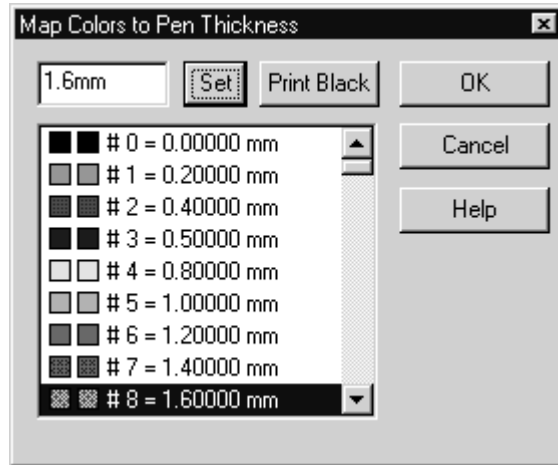 Map Colors to Pen Thickness
1.6mm Set Print Black OK
Cancel
Help
# 0 = 0.00000 mm
# 1 = 0.20000 mm
# 2 = 0.40000 mm
# 3 = 0.50000 mm
# 4 = 0.80000 mm
# 5 = 1.00000 mm
# 6 = 1.20000 mm
# 7 = 1.40000 mm
# 8 = 1.60000 mm